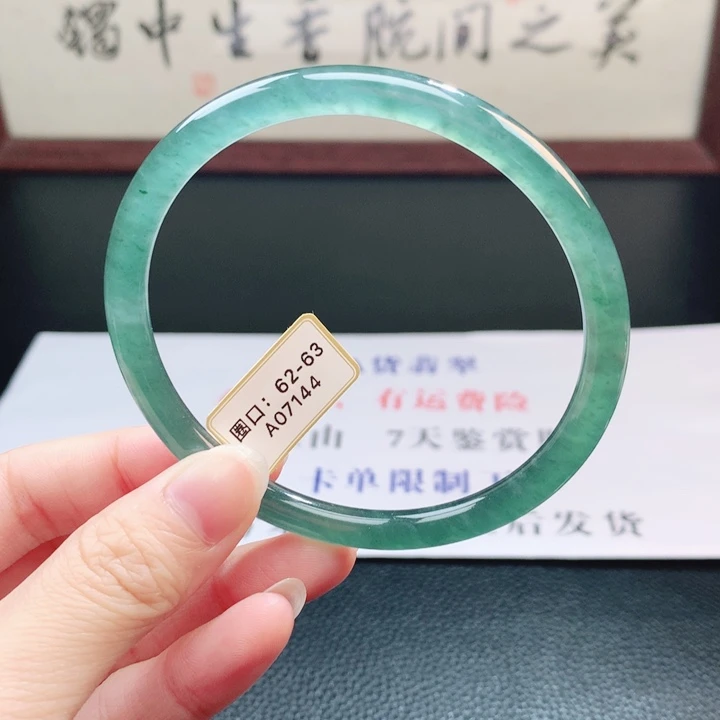 美之间腕香生中镯
圈口：62-63
A07144
货翡翠
有运费险
7天鉴赏
卡单限制
后发货